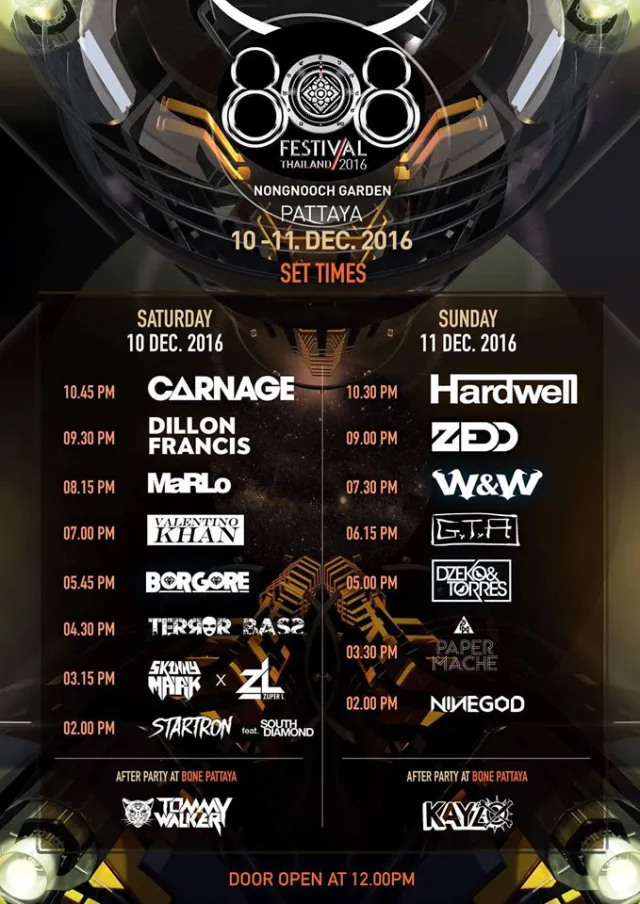 808
FESTIVAL
THAILAND/2016
NONGNOOCH GARDEN
PATTAYA
10-11. DEC. 2016
SET TIMES
SATURDAY
10 DEC. 2016
10.45 PM CARNAGE
09.30 PM DILLON
FRANCIS
08.15 PM MaRLo
07.00 PM VALENTINO
KHAN
05.45 PM BORGORE
04.30 PM TERROR BASS
03.15 PM SKINNY
MARK X ZL
ZUPER L
02.00 PM STARTRON feat. SOUTH
DIAMOND
AFTER PARTY AT BONE PATTAYA
TOMMY
WALKER
SUNDAY
11 DEC. 2016
10.30 PM Hardwell
09.00 PM ZEDD
07.30 PM W&W
06.15 PM G.T.A
05.00 PM DZEKO&
TORRES
03.30 PM PAPER
MACHE
02.00 PM NINEGOD
AFTER PARTY AT BONE PATTAYA
KAYZO
DOOR OPEN AT 12.00PM